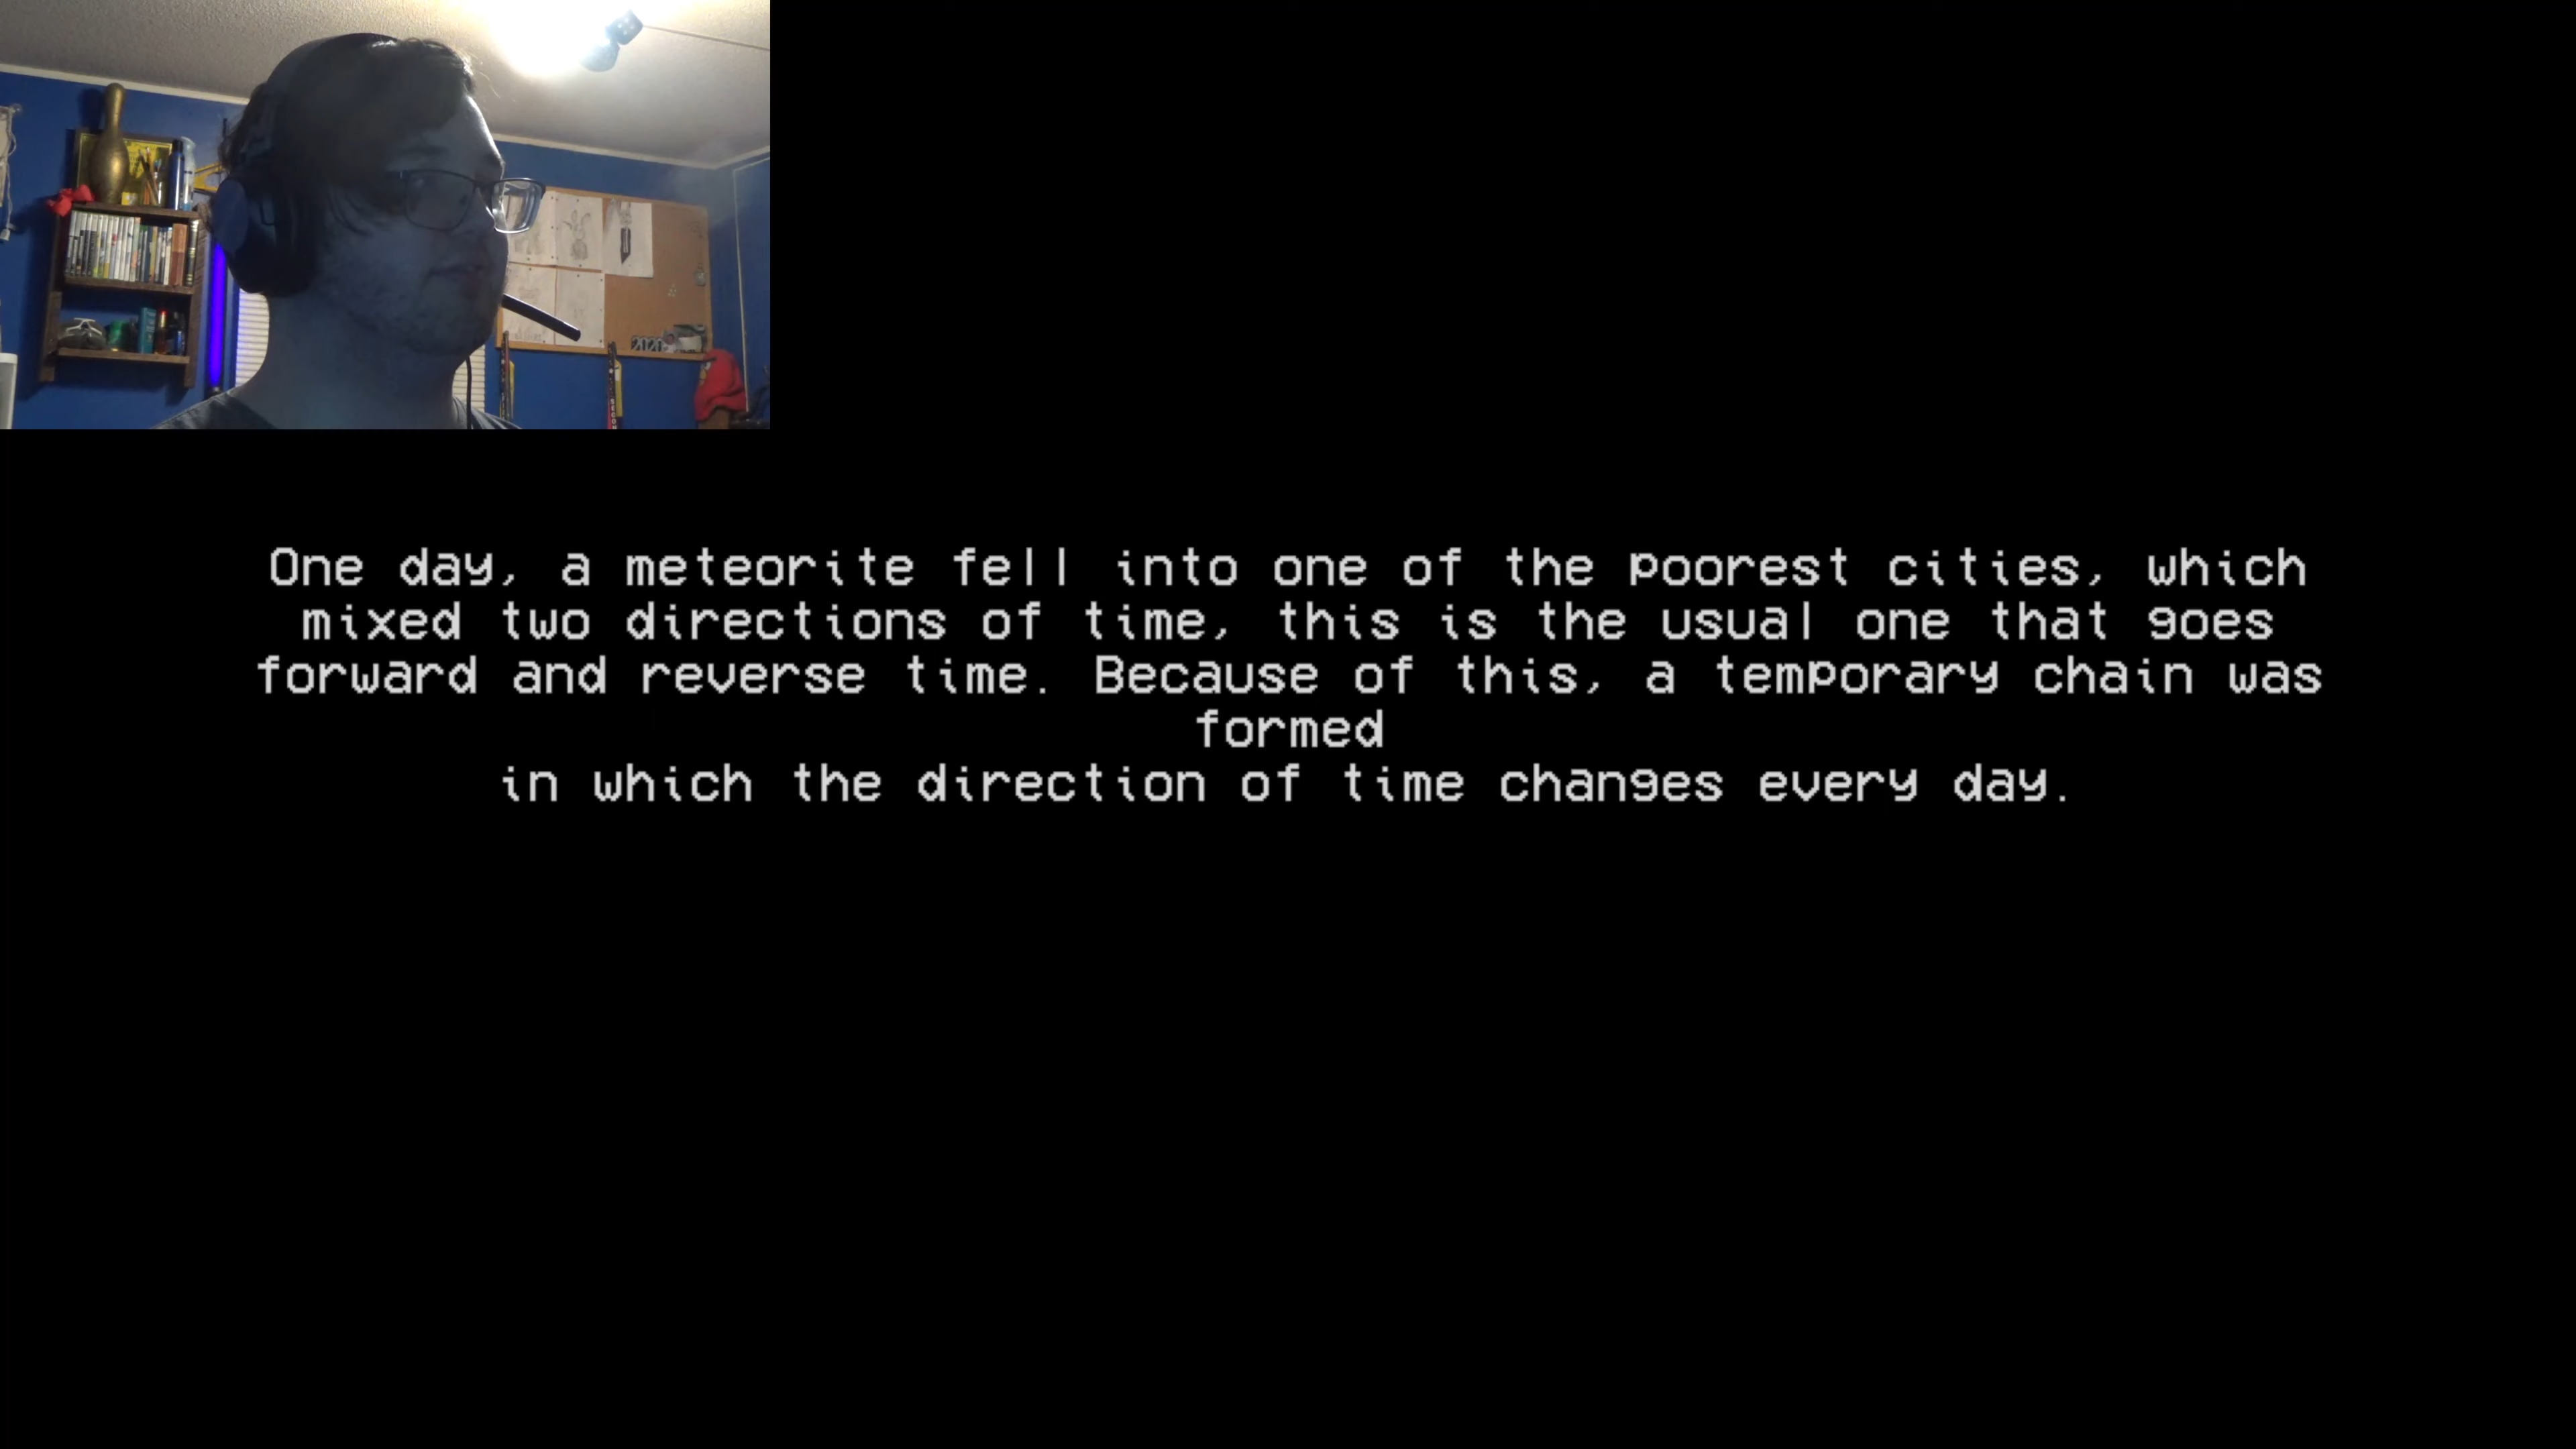 One day, a meteorite fell into one of the poorest cities, which
mixed two directions of time, this is the usual one that goes
forward and reverse time. Because of this, a temporary chain was
formed
in which the direction of time changes every day.
2020